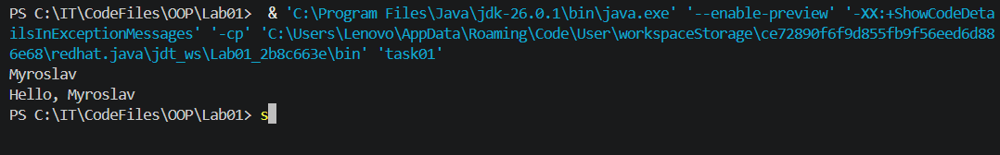 PS C:\IT\CodeFiles\OOP\Lab01>  & 'C:\Program Files\Java\jdk-26.0.1\bin\java.exe' '--enable-preview' '-XX:+ShowCodeDeta
ilsInExceptionMessages' '-cp' 'C:\Users\Lenovo\AppData\Roaming\Code\User\workspaceStorage\ce72890f6f9d855fb9f56eed6d88
6e68\redhat.java\jdt_ws\Lab01_2b8c663e\bin' 'task01'
Myroslav
Hello, Myroslav
PS C:\IT\CodeFiles\OOP\Lab01> s